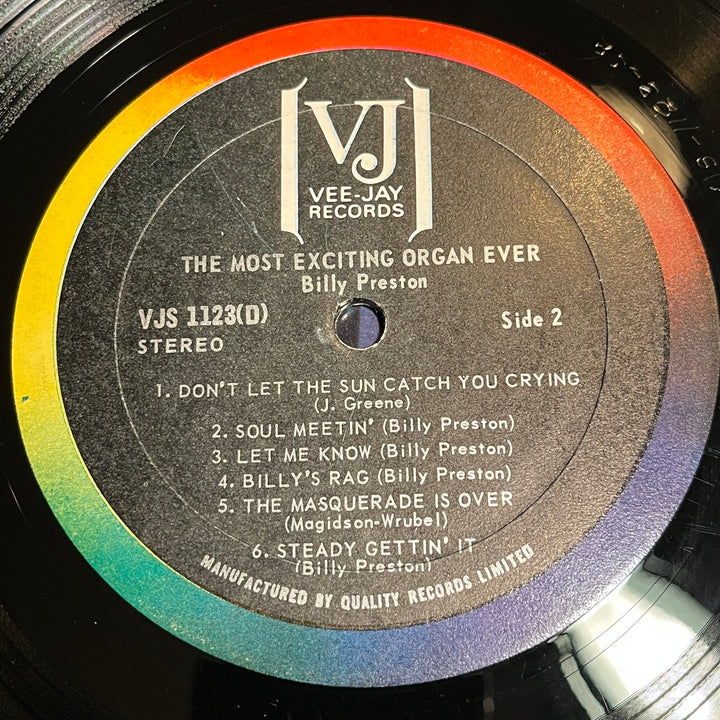 VJ
VEE-JAY
RECORDS
THE MOST EXCITING ORGAN EVER
Billy Preston
VJS 1123(D)
Side 2
STEREO
1. DON'T LET THE SUN CATCH YOU CRYING
(J. Greene)
2. SOUL MEETIN' (Billy Preston)
3. LET ME KNOW (Billy Preston)
4. BILLY'S RAG (Billy Preston)
5. THE MASQUERADE IS OVER
(Magidson-Wrubel)
6. STEADY GETTIN' IT
(Billy Preston)
MANUFACTURED BY QUALITY RECORDS LIMITED